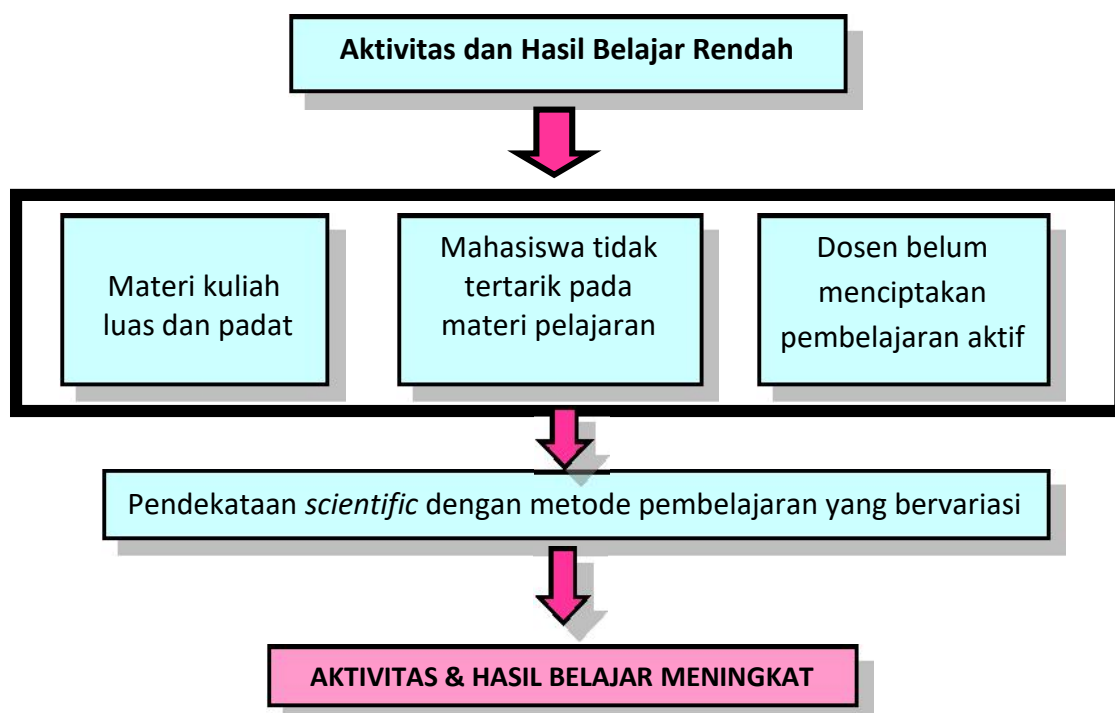 Aktivitas dan Hasil Belajar Rendah
Materi kuliah
luas dan padat
Mahasiswa tidak
tertarik pada
materi pelajaran
Dosen belum
menciptakan
pembelajaran aktif
Pendekataan scientific dengan metode pembelajaran yang bervariasi
AKTIVITAS & HASIL BELAJAR MENINGKAT